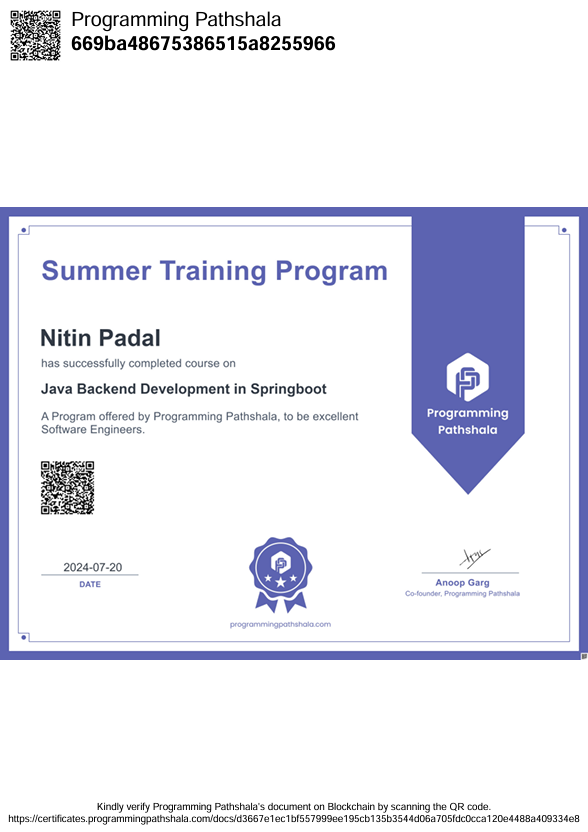 Programming Pathshala
669ba48675386515a8255966
Summer Training Program
Nitin Padal
has successfully completed course on
Java Backend Development in Springboot
A Program offered by Programming Pathshala, to be excellent
Software Engineers.
Programming
Pathshala
2024-07-20
DATE
programmingpathshala.com
Anoop Garg
Co-founder, Programming Pathshala
Kindly verify Programming Pathshala's document on Blockchain by scanning the QR code.
https://certificates.programmingpathshala.com/docs/d3667e1ec1bf557999ee195cb135b3544d06a705fdc0cca120e4488a409334e8